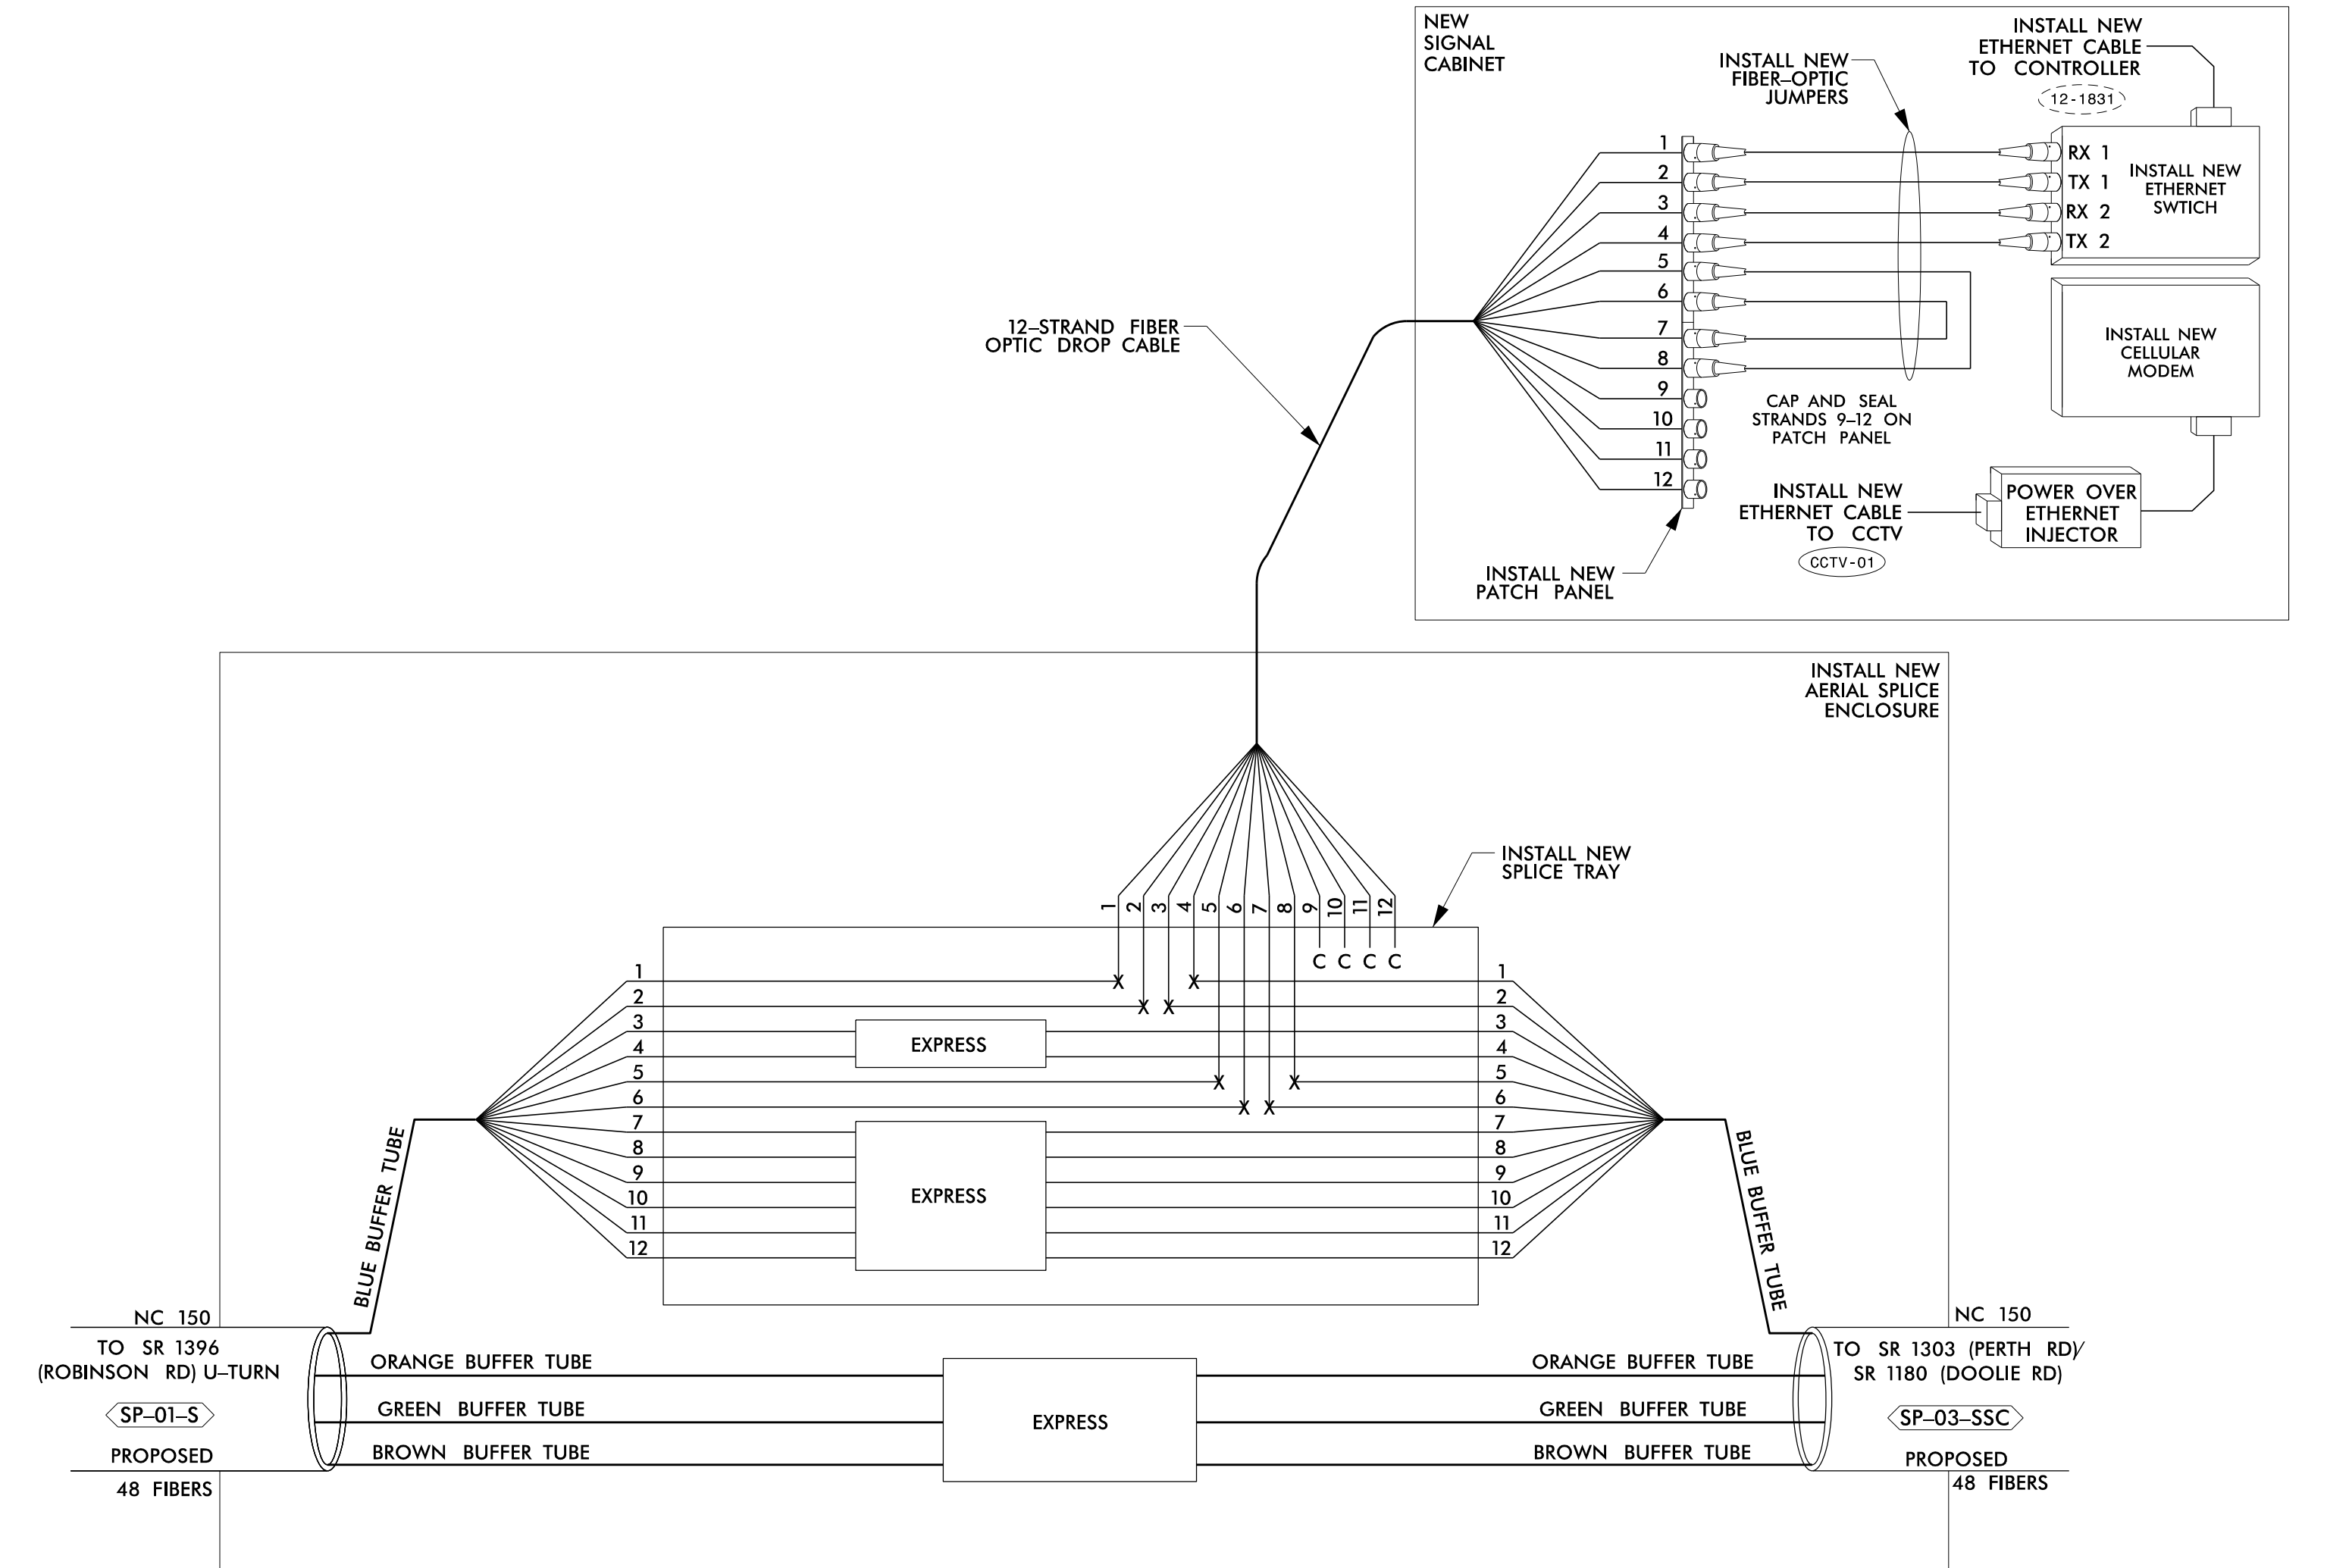 NEW
SIGNAL
CABINET
INSTALL NEW
ETHERNET CABLE
TO CONTROLLER
12-1831
INSTALL NEW
FIBER–OPTIC
JUMPERS
1
2
3
4
5
6
7
8
9
10
11
12
RX 1
TX 1
RX 2
TX 2
INSTALL NEW
ETHERNET
SWTICH
INSTALL NEW
CELLULAR
MODEM
CAP AND SEAL
STRANDS 9–12 ON
PATCH PANEL
INSTALL NEW
ETHERNET CABLE
TO CCTV
CCTV-01
POWER OVER
ETHERNET
INJECTOR
INSTALL NEW
PATCH PANEL
12–STRAND FIBER
OPTIC DROP CABLE
INSTALL NEW
AERIAL SPLICE
ENCLOSURE
INSTALL NEW
SPLICE TRAY
1 2 3 4 5 6 7 8 9 10 11 12
C C C C
X X
X X
X X
X X
1
2
3
4
5
6
7
8
9
10
11
12
EXPRESS
EXPRESS
1
2
3
4
5
6
7
8
9
10
11
12
BLUE BUFFER TUBE
BLUE BUFFER TUBE
NC 150
TO SR 1396
(ROBINSON RD) U–TURN
SP–01–S
PROPOSED
48 FIBERS
ORANGE BUFFER TUBE
GREEN BUFFER TUBE
BROWN BUFFER TUBE
EXPRESS
ORANGE BUFFER TUBE
GREEN BUFFER TUBE
BROWN BUFFER TUBE
NC 150
TO SR 1303 (PERTH RD)/
SR 1180 (DOOLIE RD)
SP–03–SSC
PROPOSED
48 FIBERS